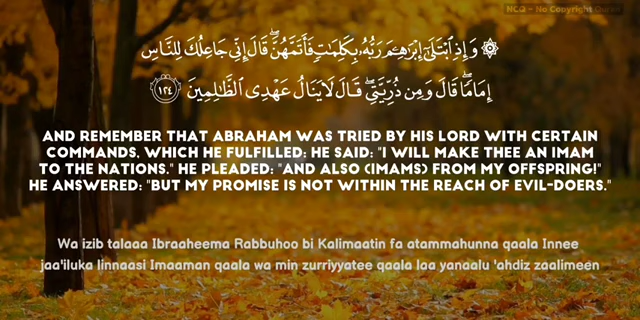 NCQ - No Copyright Quran
۞ وَإِذِ ٱبْتَلَىٰٓ إِبْرَٰهِـۧمَ رَبُّهُۥ بِكَلِمَـٰتٍ فَأَتَمَّهُنَّ ۖ قَالَ إِنِّى جَاعِلُكَ لِلنَّاسِ
إِمَامًا ۖ قَالَ وَمِن ذُرِّيَّتِى ۖ قَالَ لَا يَنَالُ عَهْدِى ٱلظَّـٰلِمِينَ ١٢٤
AND REMEMBER THAT ABRAHAM WAS TRIED BY HIS LORD WITH CERTAIN
COMMANDS, WHICH HE FULFILLED: HE SAID: "I WILL MAKE THEE AN IMAM
TO THE NATIONS." HE PLEADED: "AND ALSO (IMAMS) FROM MY OFFSPRING!"
HE ANSWERED: "BUT MY PROMISE IS NOT WITHIN THE REACH OF EVIL-DOERS."
Wa izib talaaa Ibraaheema Rabbuhoo bi Kalimaatin fa atammahunna qaala Innee
jaa'iluka linnaasi Imaaman qaala wa min zurriyyatee qaala laa yanaalu 'ahdiz zaalimeen